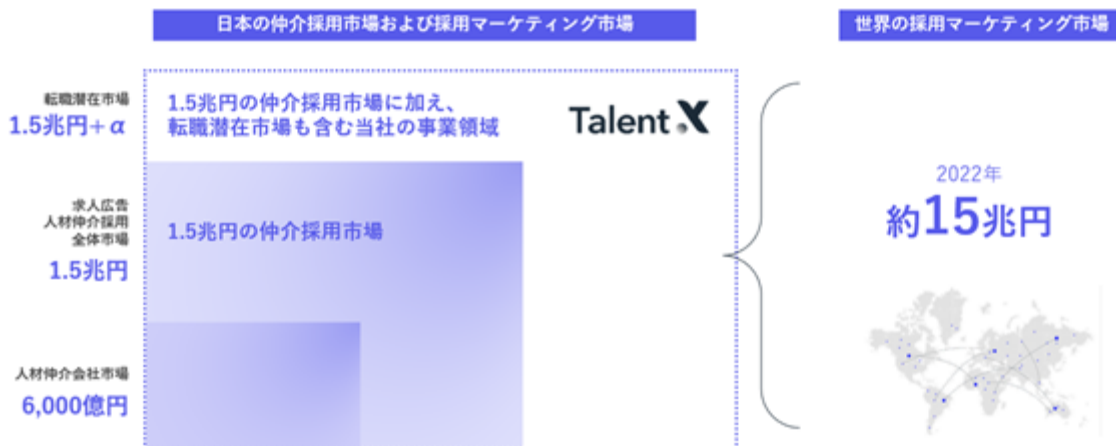 日本の仲介採用市場および採用マーケティング市場
世界の採用マーケティング市場
転職潜在市場
1.5兆円+α
1.5兆円の仲介採用市場に加え、
転職潜在市場も含む当社の事業領域
TalentX
求人広告
人材仲介採用
全体市場
1.5兆円
1.5兆円の仲介採用市場
人材仲介会社市場
6,000億円
2022年
約15兆円